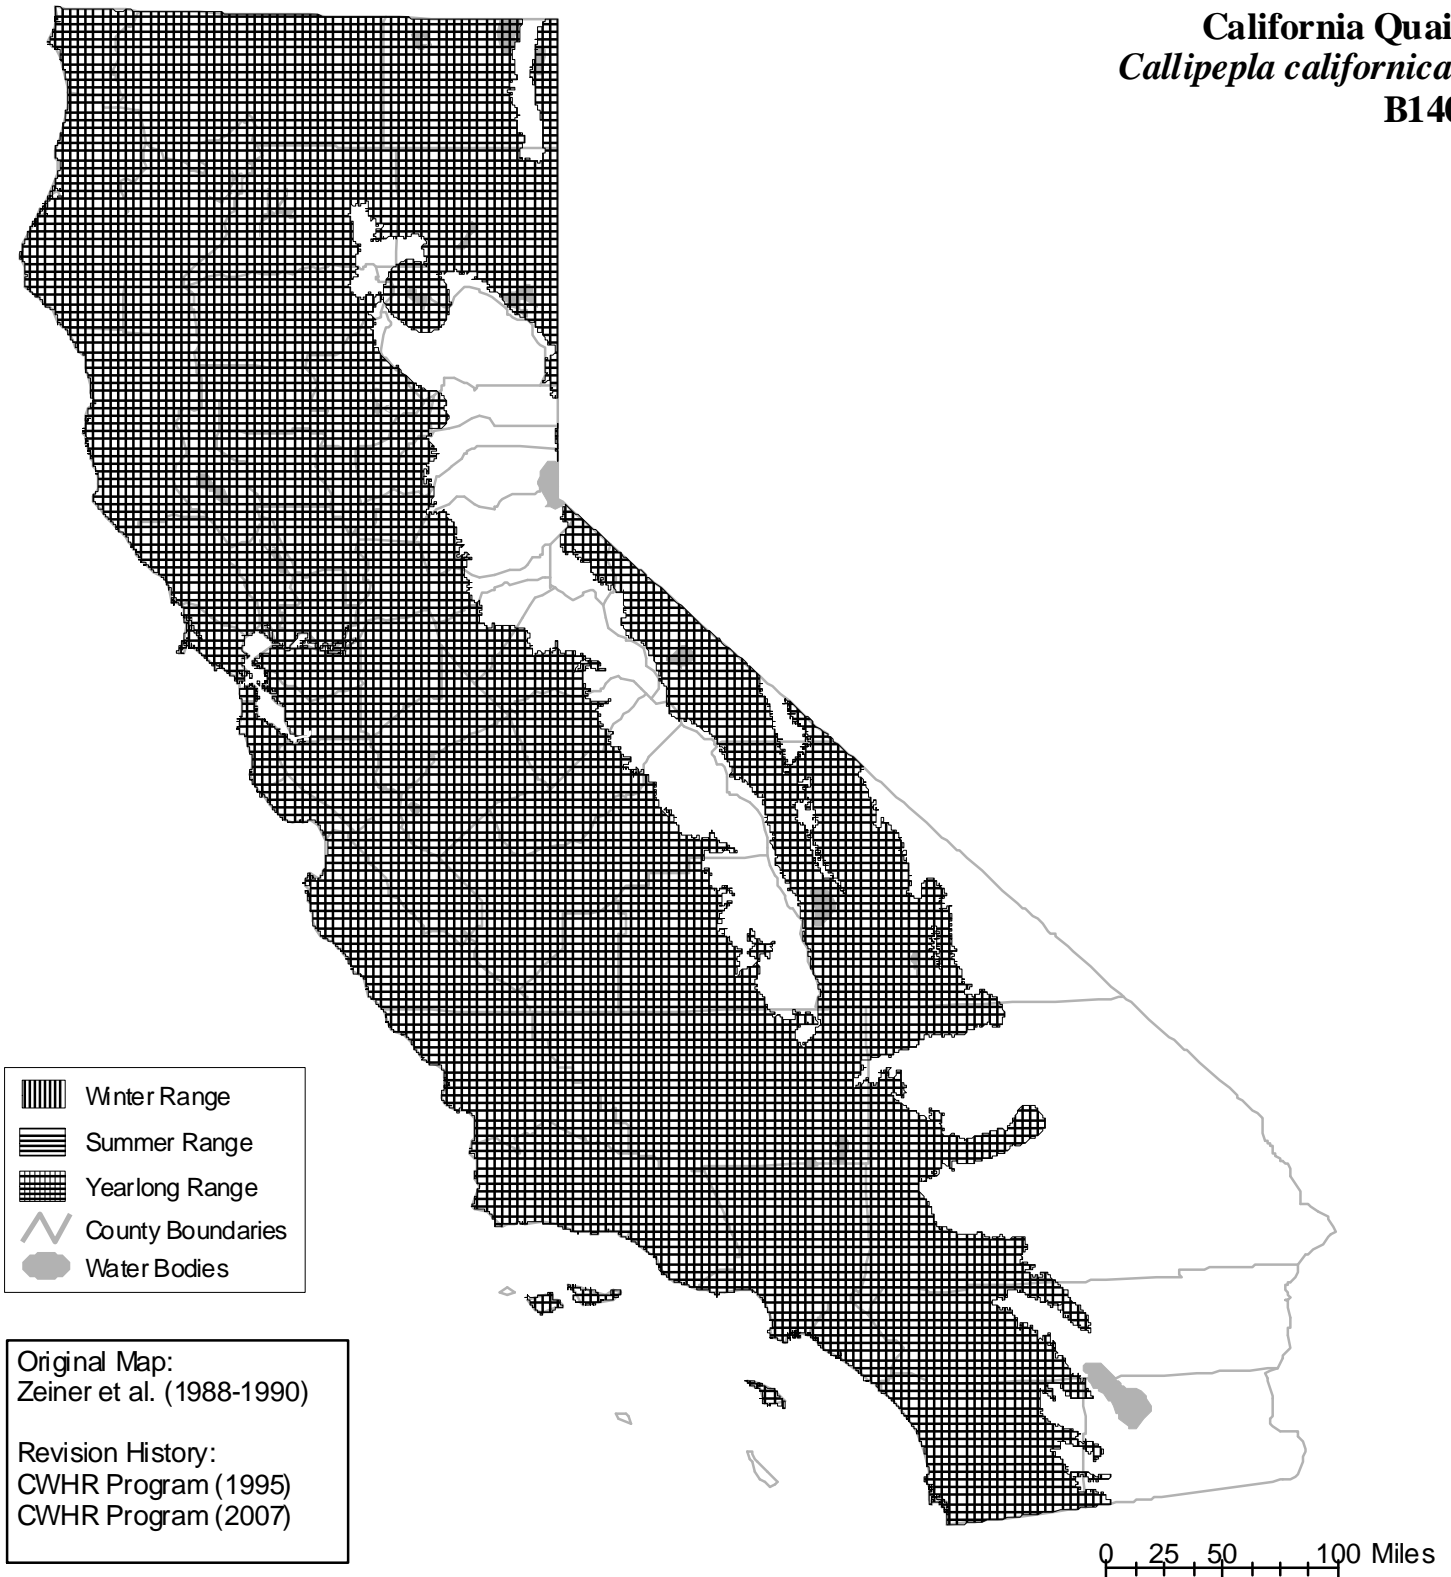 California Quai
Callipepla californica
B140
Winter Range
Summer Range
Yearlong Range
County Boundaries
Water Bodies
Original Map:
Zeiner et al. (1988-1990)
Revision History:
CWHR Program (1995)
CWHR Program (2007)
0 25 50 100 Miles